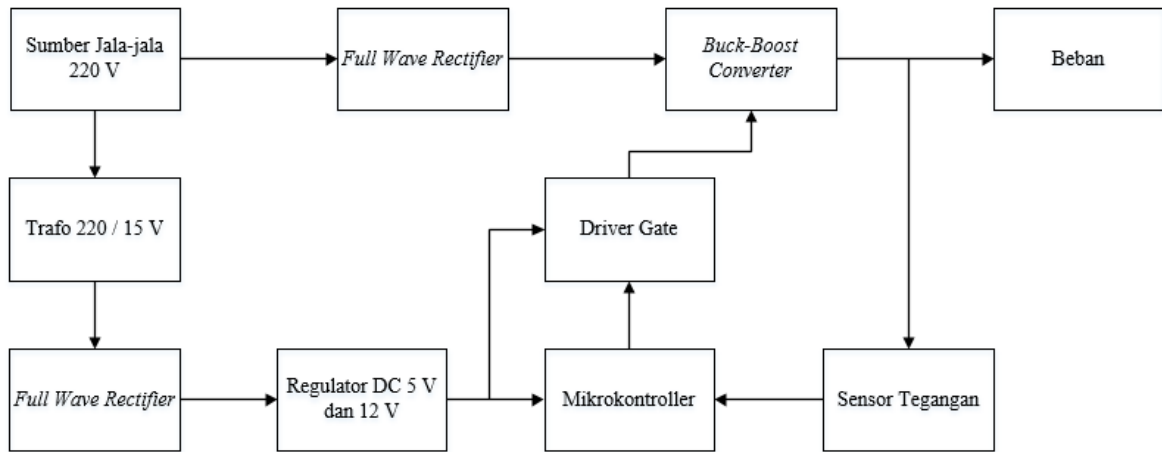 Sumber Jala-jala
220 V
Full Wave Rectifier
Buck-Boost
Converter
Beban
Trafo 220 / 15 V
Driver Gate
Full Wave Rectifier
Regulator DC 5 V
dan 12 V
Mikrokontroller
Sensor Tegangan